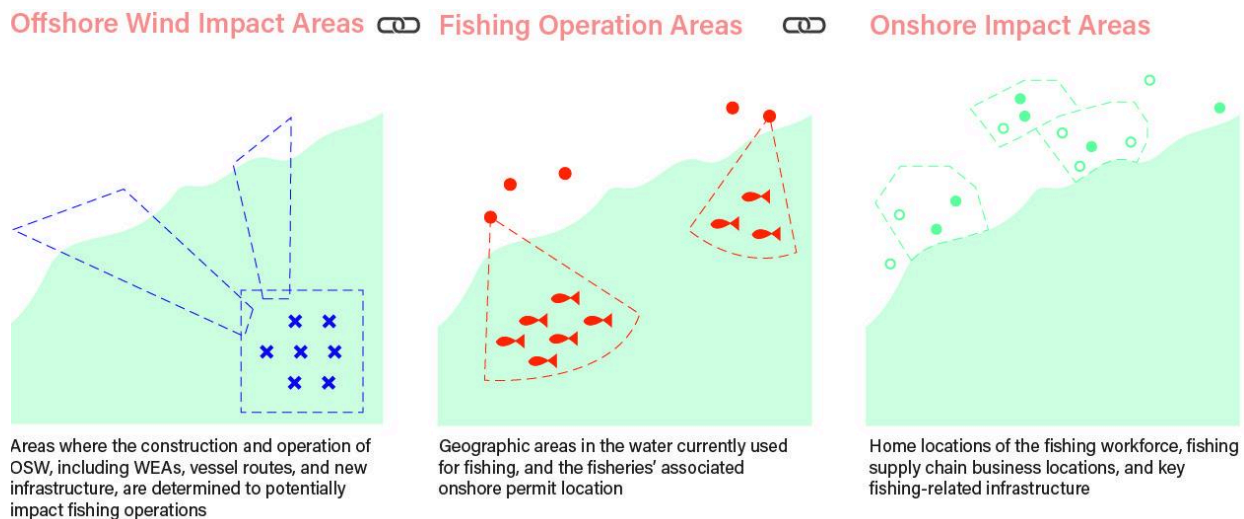 Offshore Wind Impact Areas
Fishing Operation Areas
Onshore Impact Areas
Areas where the construction and operation of
OSW, including WEAs, vessel routes, and new
infrastructure, are determined to potentially
impact fishing operations
Geographic areas in the water currently used
for fishing, and the fisheries' associated
onshore permit location
Home locations of the fishing workforce, fishing
supply chain business locations, and key
fishing-related infrastructure